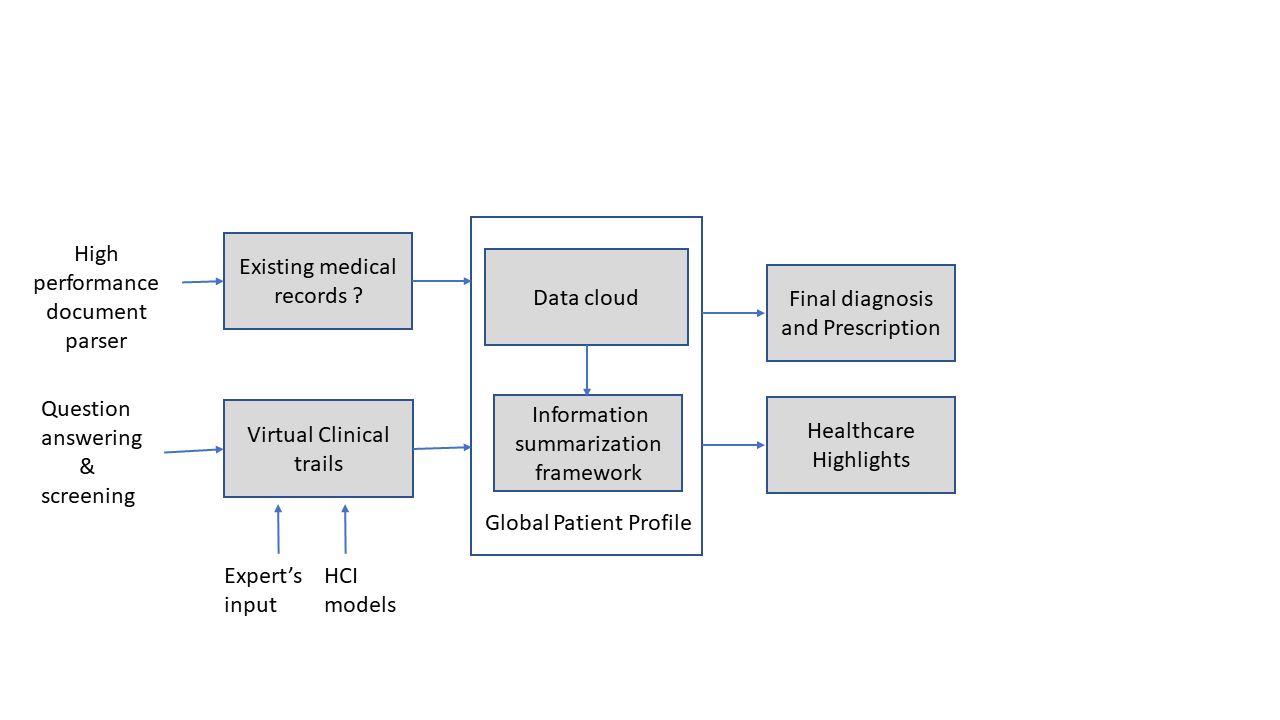 High
performance
document
parser
Existing medical
records ?
Data cloud
Final diagnosis
and Prescription
Question
answering
&
screening
Virtual Clinical
trails
Information
summarization
framework
Healthcare
Highlights
Global Patient Profile
Expert’s
input
HCI
models